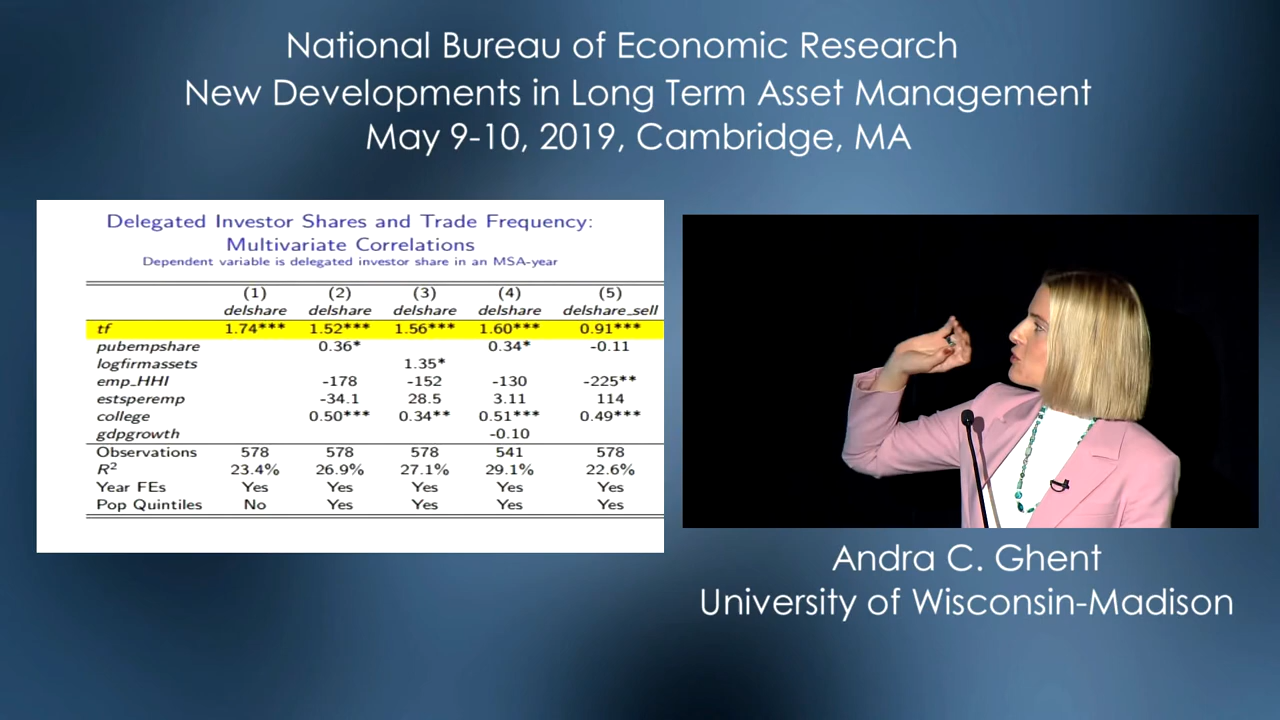 National Bureau of Economic Research
New Developments in Long Term Asset Management
May 9-10, 2019, Cambridge, MA
Delegated Investor Shares and Trade Frequency:
Multivariate Correlations
Dependent variable is delegated investor share in an MSA-year
(1) (2) (3) (4) (5)
delshare delshare delshare delshare delshare_sell
tf 1.74*** 1.52*** 1.56*** 1.60*** 0.91***
pubempshare 0.36* 0.34* -0.11
logfirmassets 1.35*
emp_HHI -178 -152 -130 -225**
estsperemp -34.1 28.5 3.11 114
college 0.50*** 0.34** 0.51*** 0.49***
gdpgrowth -0.10
Observations 578 578 578 541 578
R² 23.4% 26.9% 27.1% 29.1% 22.6%
Year FEs Yes Yes Yes Yes Yes
Pop Quintiles No Yes Yes Yes Yes
Andra C. Ghent
University of Wisconsin-Madison